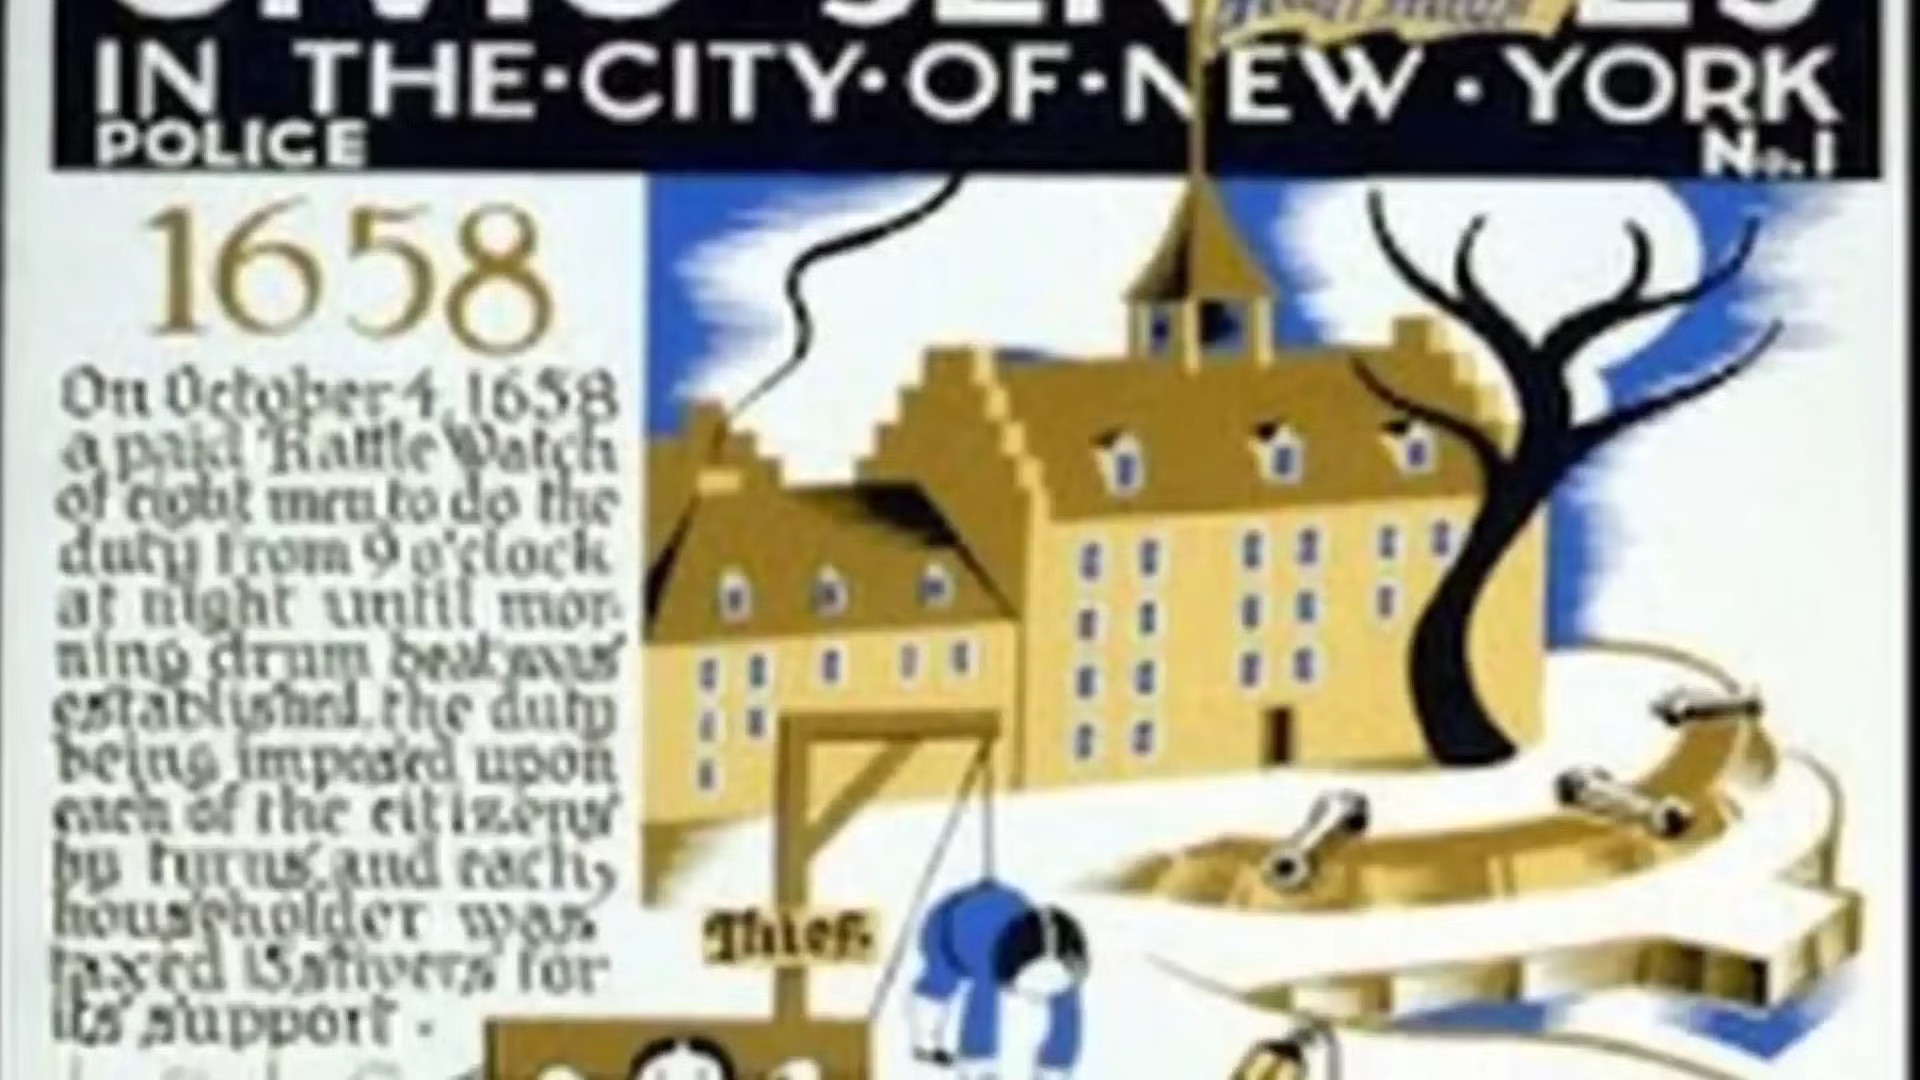 IN THE·CITY·OF·NEW·YORK
POLICE
No.1
1658
On October 4, 1658
a paid Rattle Watch
of eight men to do the
duty from 9 o'clock
at night until mor-
ning drum beat was
established, the duty
being imposed upon
each of the citizens
by turns, and each
householder was
taxed 15 stivers for
its support -
Thief